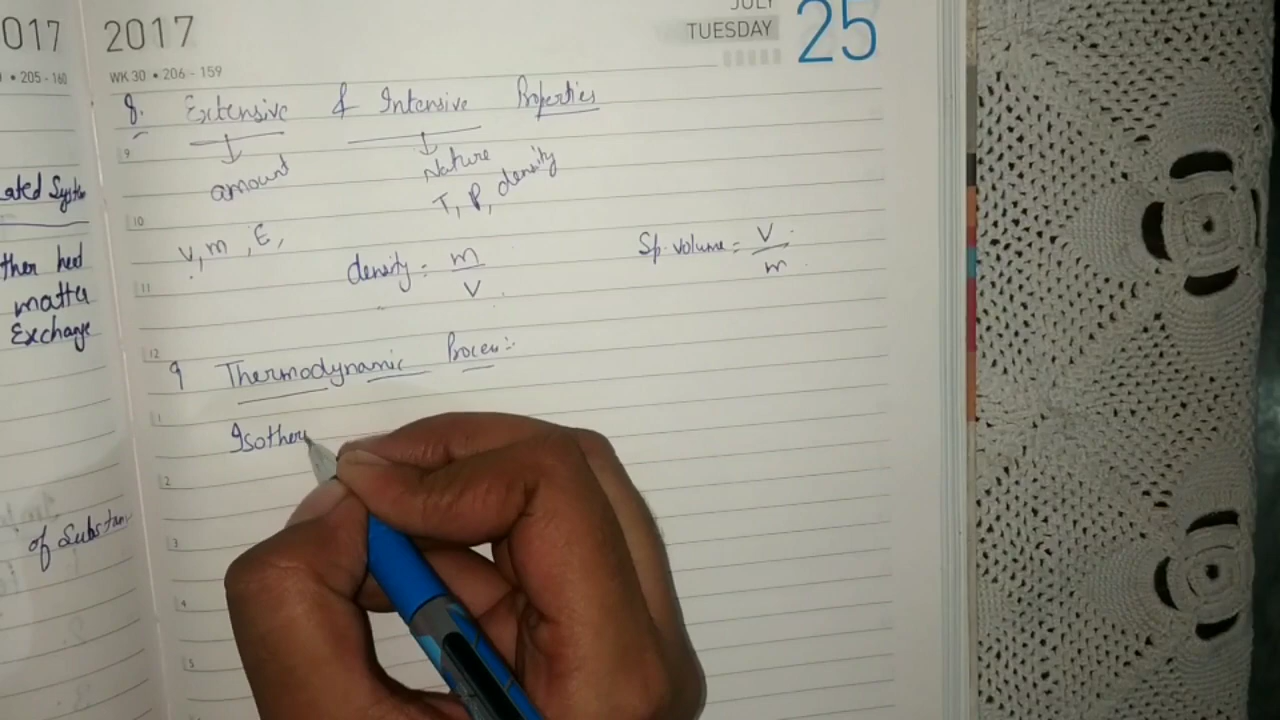 017
205-160
ated Syste
ther heat
matter
Exchange
of Substan
2017
JULY
TUESDAY
25
WK 30 • 206 - 159
8. Extensive & Intensive Properties
9
amount
Nature
T, P, density
10
V, m, E,
density = m/V
Sp. volume = V/m
11
12
9 Thermodynamic Process:-
1
Isother
2
3
4
5